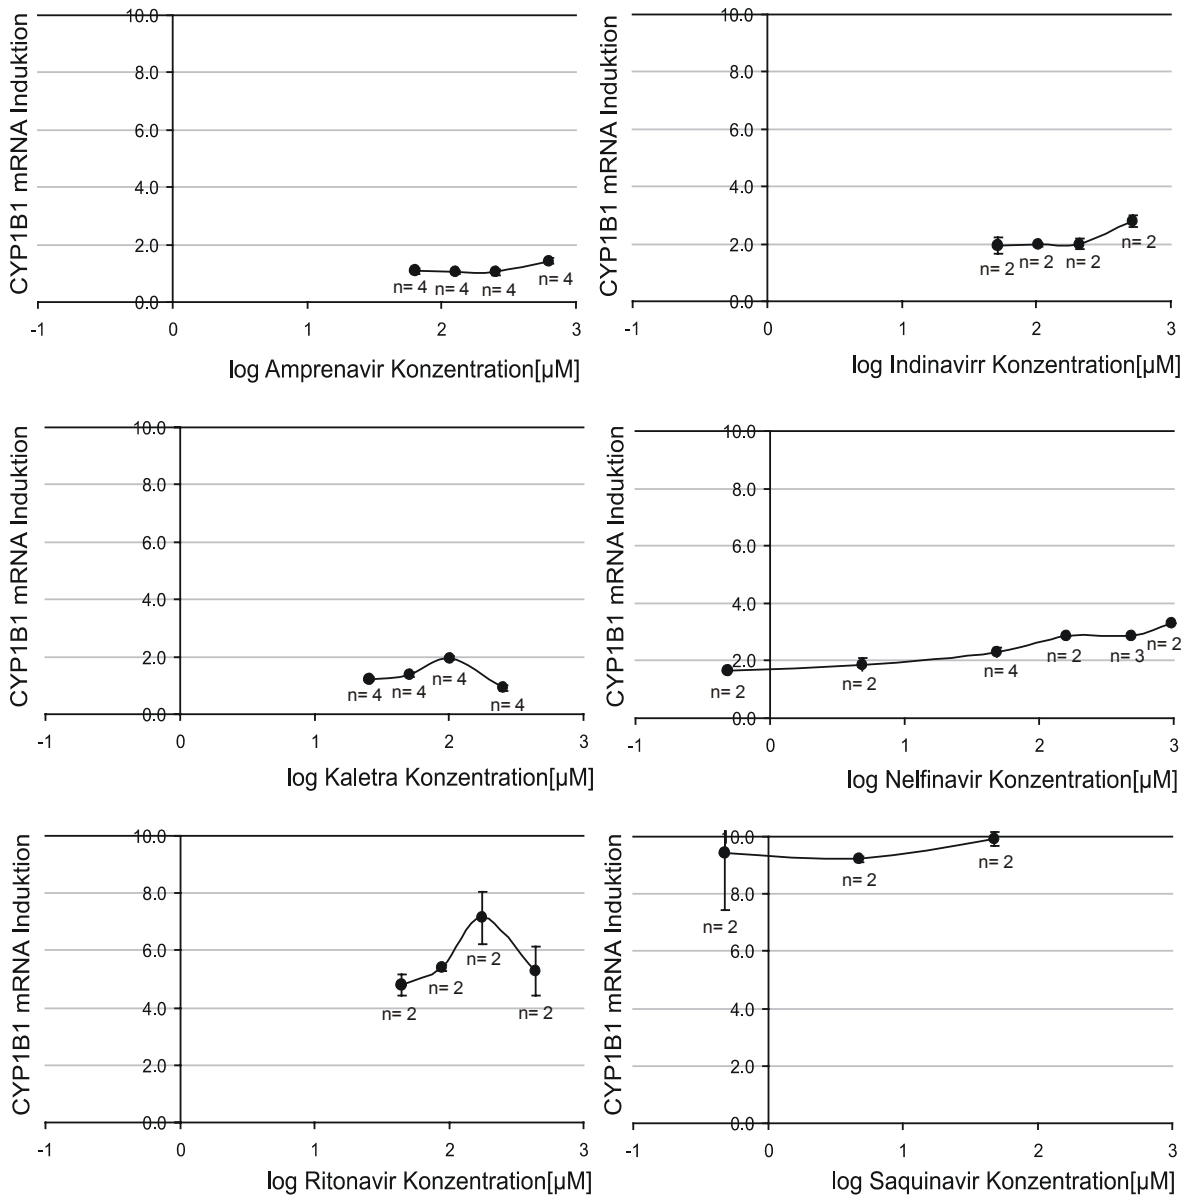 CYP1B1 mRNA Induktion
10.0
8.0
6.0
4.0
2.0
0.0
n= 4
n= 4
n= 4
n= 4
-1 0 1 2 3
log Amprenavir Konzentration[µM]
CYP1B1 mRNA Induktion
10.0
8.0
6.0
4.0
2.0
0.0
n= 2
n= 2
n= 2
n= 2
-1 0 1 2 3
log Indinavirr Konzentration[µM]
CYP1B1 mRNA Induktion
10.0
8.0
6.0
4.0
2.0
0.0
n= 4
n= 4
n= 4
n= 4
-1 0 1 2 3
log Kaletra Konzentration[µM]
CYP1B1 mRNA Induktion
10.0
8.0
6.0
4.0
2.0
0.0
n= 2
n= 2
n= 4
n= 2
n=3
n= 2
-1 0 1 2 3
log Nelfinavir Konzentration[µM]
CYP1B1 mRNA Induktion
10.0
8.0
6.0
4.0
2.0
0.0
n= 2
n= 2
n= 2
n= 2
-1 0 1 2 3
log Ritonavir Konzentration[µM]
CYP1B1 mRNA Induktion
10.0
8.0
6.0
4.0
2.0
0.0
n= 2
n= 2
n= 2
-1 0 1 2 3
log Saquinavir Konzentration[µM]